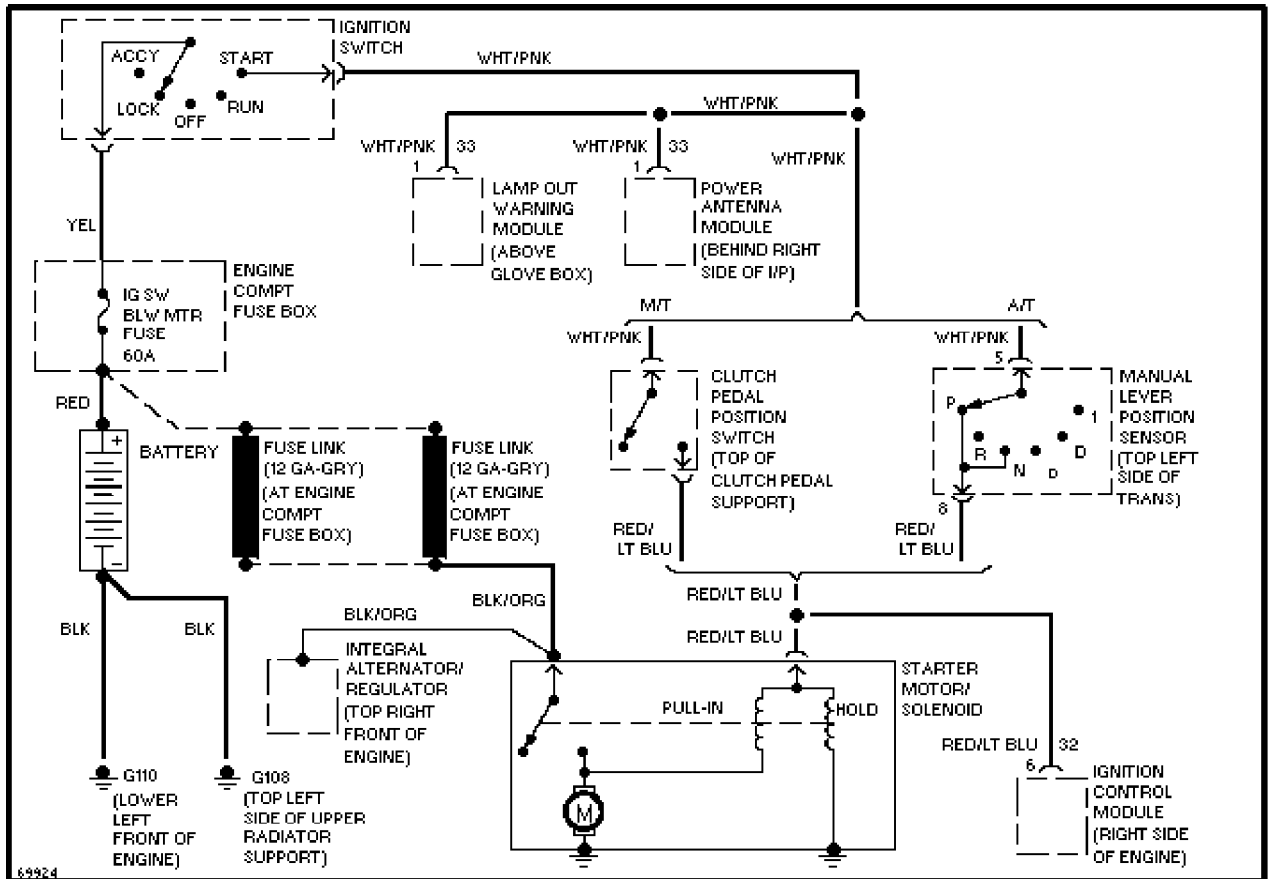 IGNITION
SWITCH
ACCY
START
LOCK
OFF
RUN
WHT/PNK
WHT/PNK
WHT/PNK
WHT/PNK 33
1
WHT/PNK 33
1
LAMP OUT
WARNING
MODULE
(ABOVE
GLOVE BOX)
POWER
ANTENNA
MODULE
(BEHIND RIGHT
SIDE OF I/P)
YEL
ENGINE
COMPT
FUSE BOX
IG SW
BLW MTR
FUSE
60A
M/T
A/T
WHT/PNK
WHT/PNK
5
CLUTCH
PEDAL
POSITION
SWITCH
(TOP OF
CLUTCH PEDAL
SUPPORT)
P
R
N
D
D
1
MANUAL
LEVER
POSITION
SENSOR
(TOP LEFT
SIDE OF
TRANS)
8
RED
+
-
BATTERY
FUSE LINK
(12 GA-GRY)
(AT ENGINE
COMPT
FUSE BOX)
FUSE LINK
(12 GA-GRY)
(AT ENGINE
COMPT
FUSE BOX)
RED/
LT BLU
RED/
LT BLU
RED/LT BLU
RED/LT BLU
BLK
BLK
BLK/ORG
BLK/ORG
INTEGRAL
ALTERNATOR/
REGULATOR
(TOP RIGHT
FRONT OF
ENGINE)
STARTER
MOTOR/
SOLENOID
PULL-IN
HOLD
M
RED/LT BLU 32
6
IGNITION
CONTROL
MODULE
(RIGHT SIDE
OF ENGINE)
G110
(LOWER
LEFT
FRONT OF
ENGINE)
G108
(TOP LEFT
SIDE OF UPPER
RADIATOR
SUPPORT)
69924